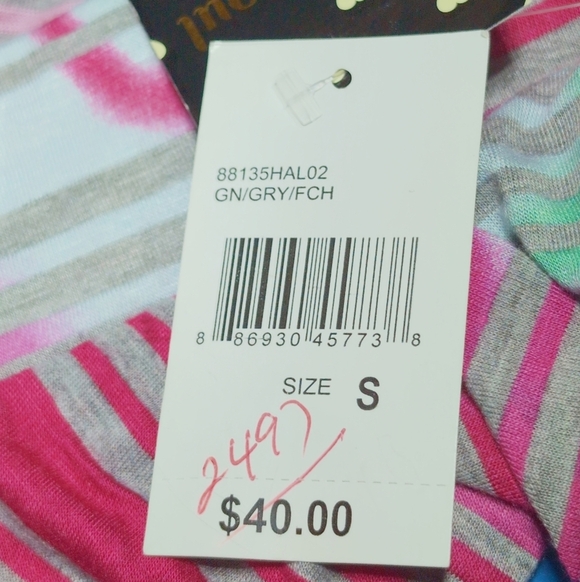 88135HAL02
GN/GRY/FCH
8 86930 45773 8
SIZE S
2497
$40.00